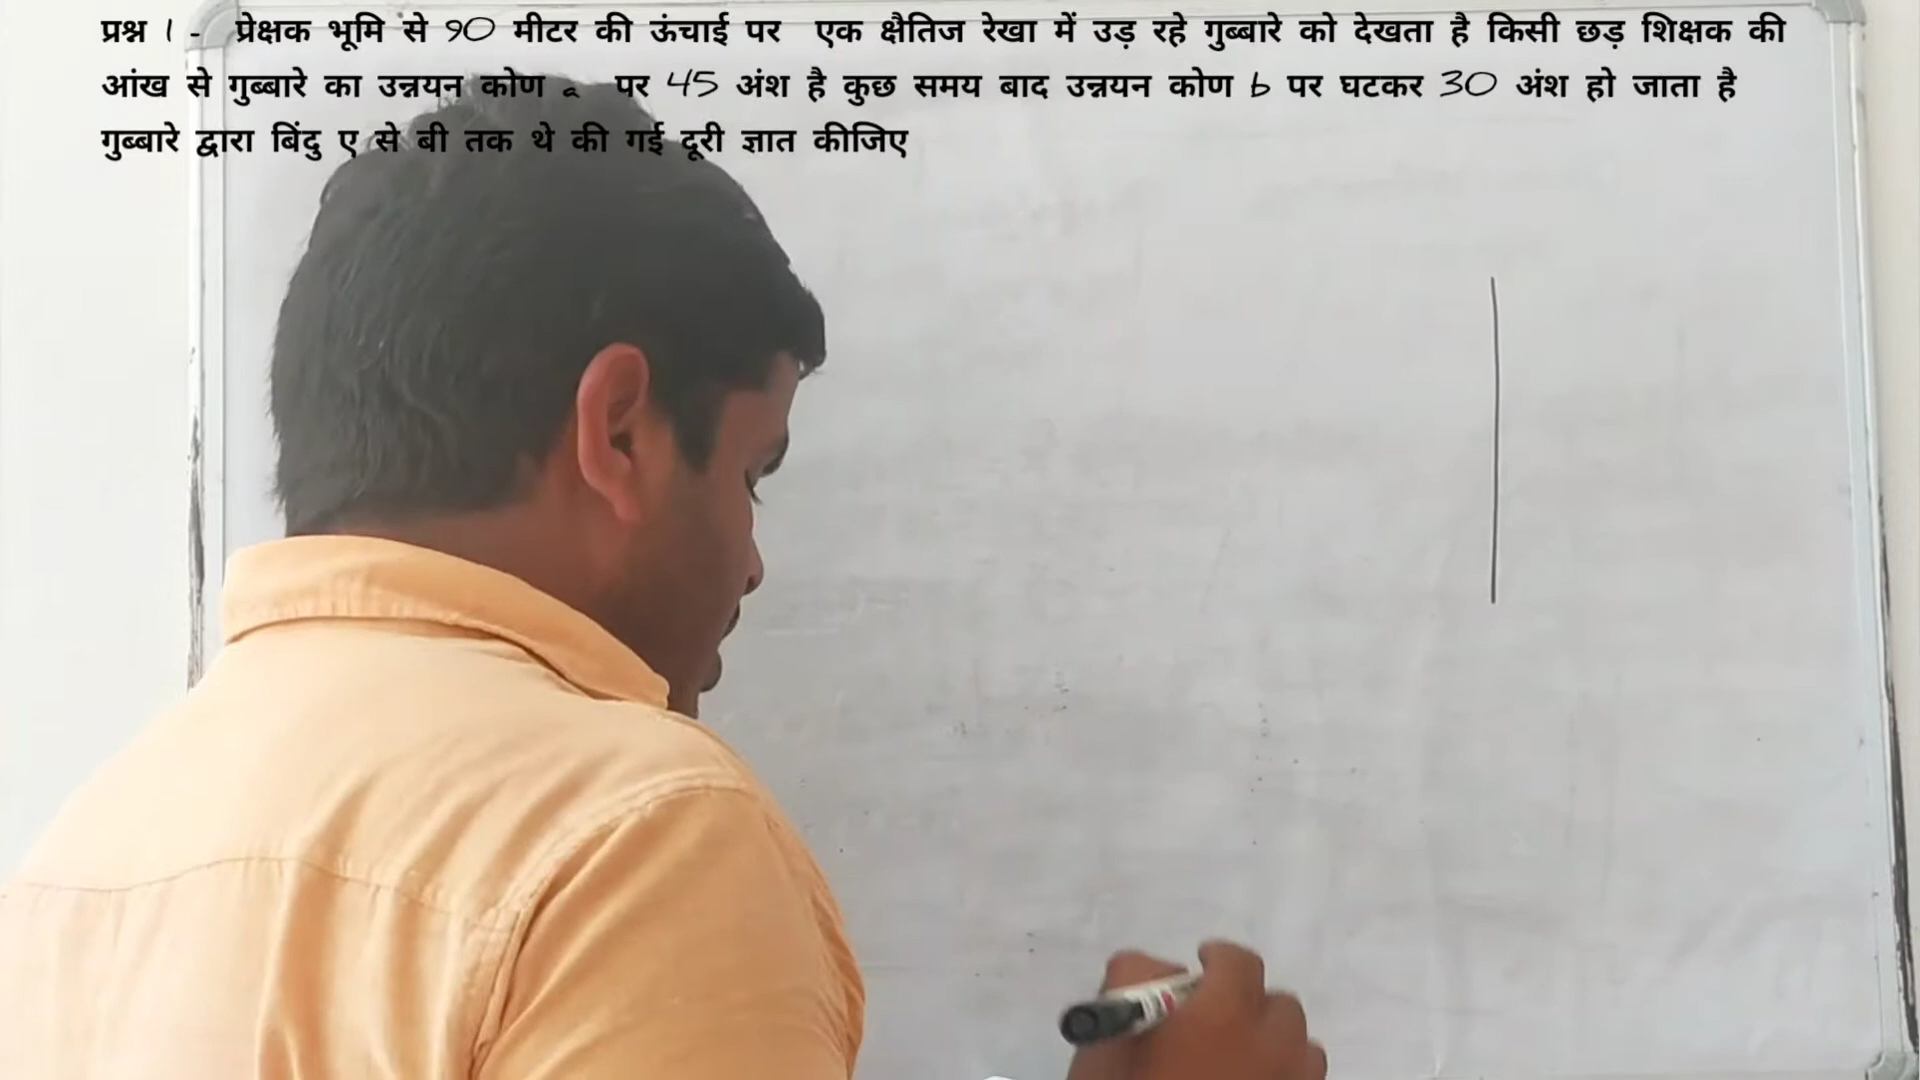 प्रश्न 1 - प्रेक्षक भूमि से 90 मीटर की ऊंचाई पर एक क्षैतिज रेखा में उड़ रहे गुब्बारे को देखता है किसी छड़ शिक्षक की
आंख से गुब्बारे का उन्नयन कोण a पर 45 अंश है कुछ समय बाद उन्नयन कोण b पर घटकर 30 अंश हो जाता है
गुब्बारे द्वारा बिंदु ए से बी तक थे की गई दूरी ज्ञात कीजिए